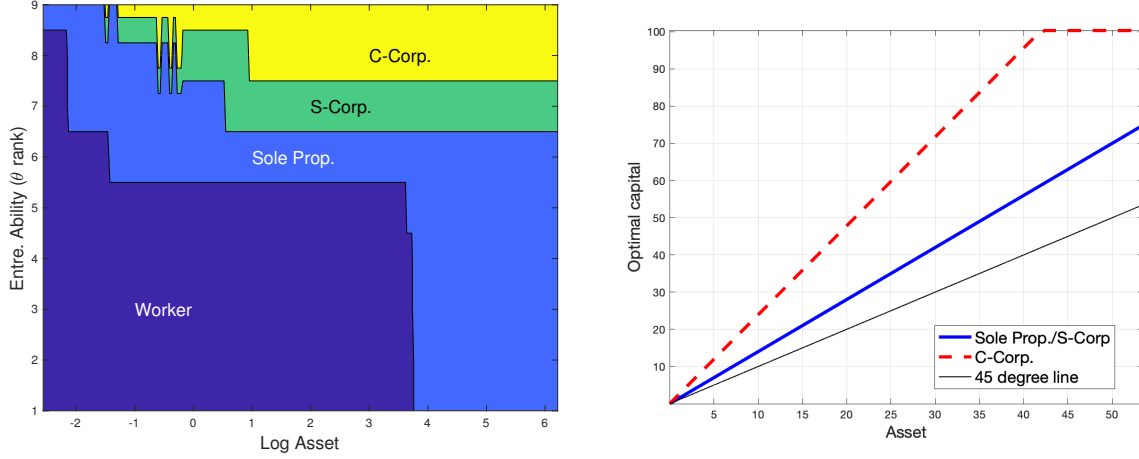 9
8
7
6
5
4
3
2
1
Entre. Ability (θ rank)
C-Corp.
S-Corp.
Sole Prop.
Worker
-2 -1 0 1 2 3 4 5 6
Log Asset
100
90
80
70
60
50
40
30
20
10
Optimal capital
Sole Prop./S-Corp
C-Corp.
45 degree line
5 10 15 20 25 30 35 40 45 50
Asset